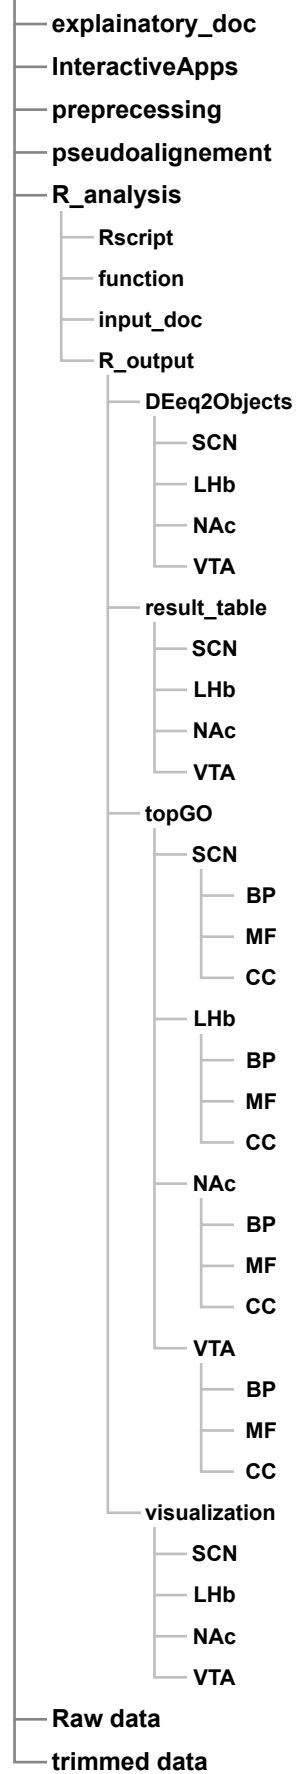 explainatory_doc
InteractiveApps
preprecessing
pseudoalignement
R_analysis
Rscript
function
input_doc
R_output
DEeq2Objects
SCN
LHb
NAc
VTA
result_table
SCN
LHb
NAc
VTA
topGO
SCN
BP
MF
CC
LHb
BP
MF
CC
NAc
BP
MF
CC
VTA
BP
MF
CC
visualization
SCN
LHb
NAc
VTA
Raw data
trimmed data